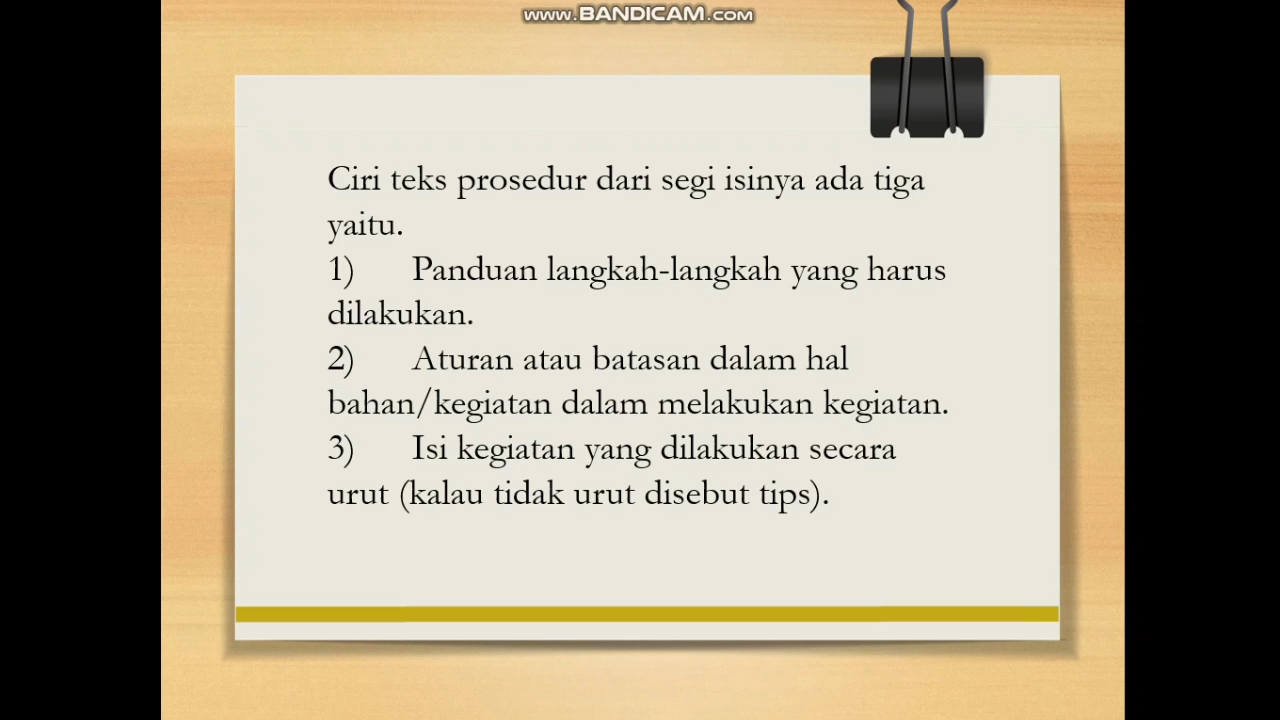 www.BANDICAM.com
Ciri teks prosedur dari segi isinya ada tiga
yaitu.
1) Panduan langkah-langkah yang harus
dilakukan.
2) Aturan atau batasan dalam hal
bahan/kegiatan dalam melakukan kegiatan.
3) Isi kegiatan yang dilakukan secara
urut (kalau tidak urut disebut tips).